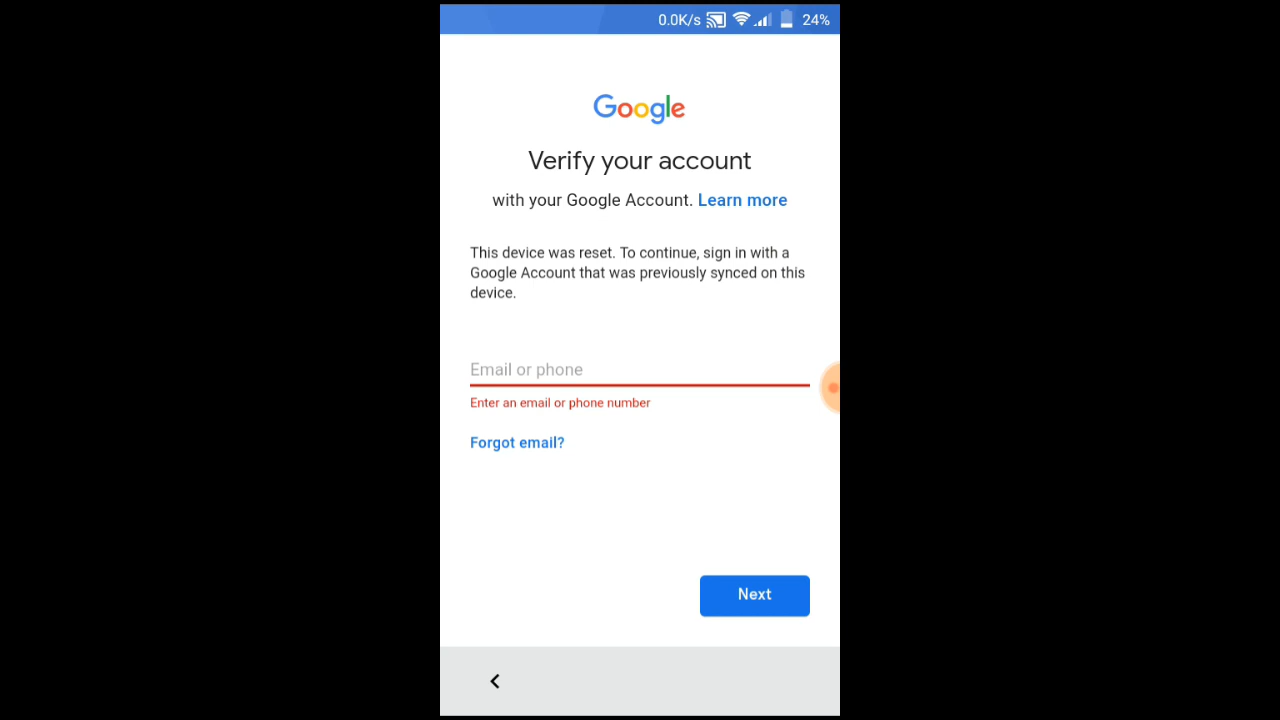 0.0K/s 24%
Google
Verify your account
with your Google Account. Learn more
This device was reset. To continue, sign in with a
Google Account that was previously synced on this
device.
Email or phone
Enter an email or phone number
Forgot email?
Next